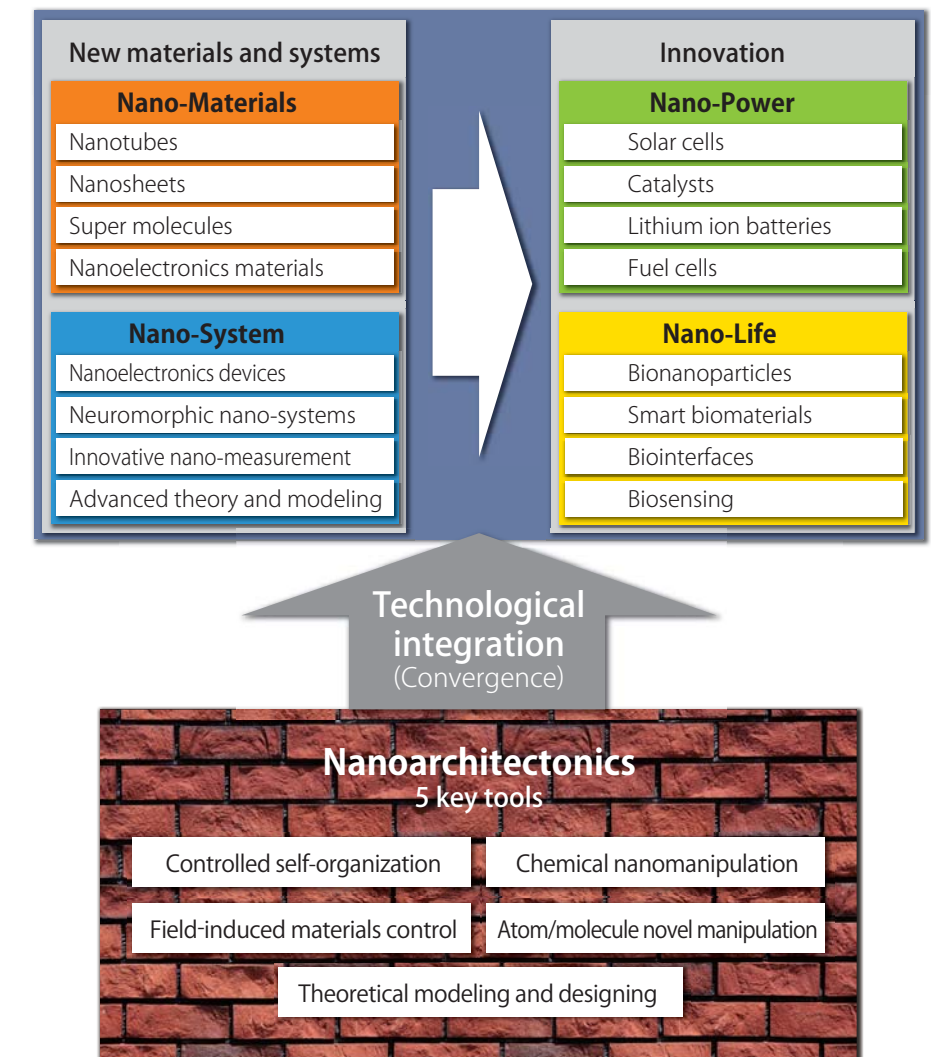 New materials and systems
Nano-Materials
Nanotubes
Nanosheets
Super molecules
Nanoelectronics materials
Nano-System
Nanoelectronics devices
Neuromorphic nano-systems
Innovative nano-measurement
Advanced theory and modeling
Innovation
Nano-Power
Solar cells
Catalysts
Lithium ion batteries
Fuel cells
Nano-Life
Bionanoparticles
Smart biomaterials
Biointerfaces
Biosensing
Technological
integration
(Convergence)
Nanoarchitectonics
5 key tools
Controlled self-organization
Chemical nanomanipulation
Field-induced materials control
Atom/molecule novel manipulation
Theoretical modeling and designing